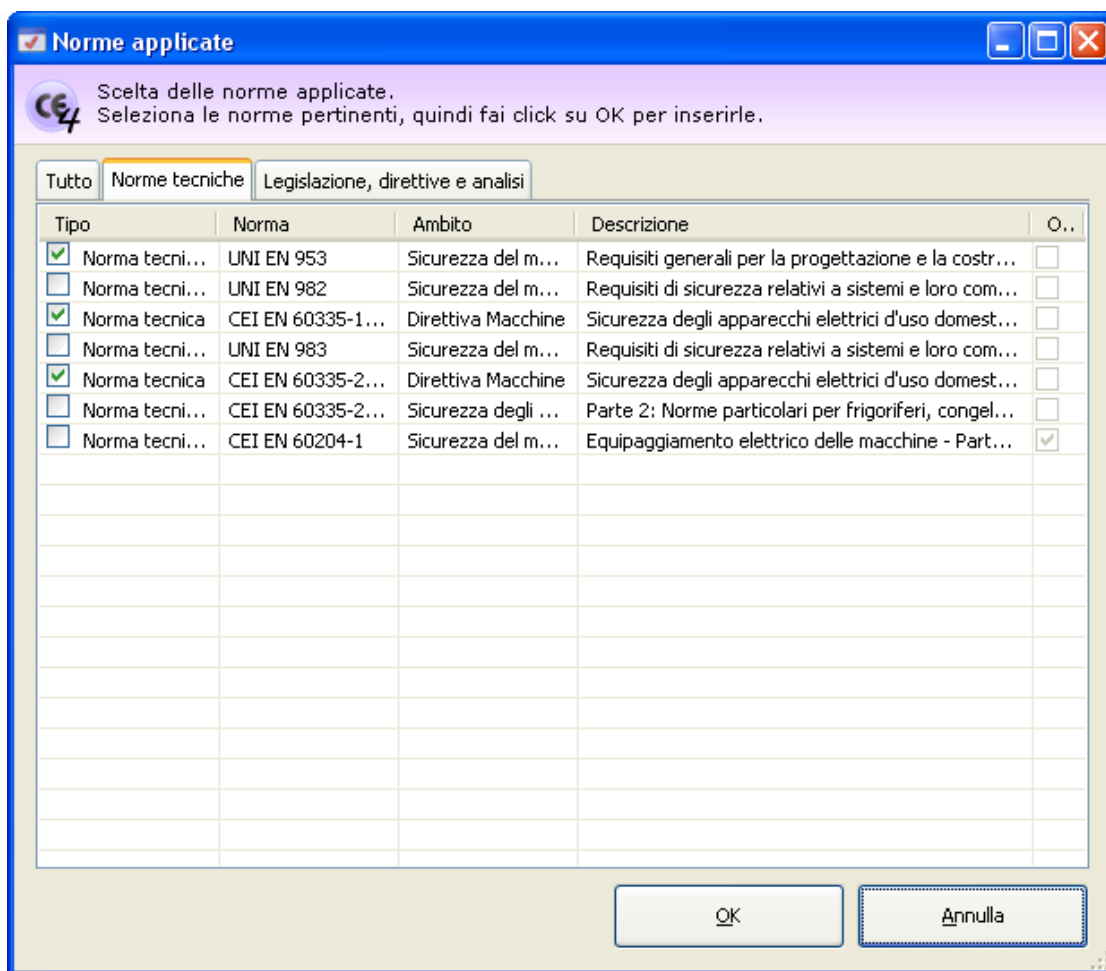 Norme applicate
CE4
Scelta delle norme applicate.
Seleziona le norme pertinenti, quindi fai click su OK per inserirle.
Tutto Norme tecniche Legislazione, direttive e analisi
Tipo Norma Ambito Descrizione O..
Norma tecni... UNI EN 953 Sicurezza del m... Requisiti generali per la progettazione e la costr...
Norma tecni... UNI EN 982 Sicurezza del m... Requisiti di sicurezza relativi a sistemi e loro com...
Norma tecnica CEI EN 60335-1... Direttiva Macchine Sicurezza degli apparecchi elettrici d'uso domest...
Norma tecni... UNI EN 983 Sicurezza del m... Requisiti di sicurezza relativi a sistemi e loro com...
Norma tecnica CEI EN 60335-2... Direttiva Macchine Sicurezza degli apparecchi elettrici d'uso domest...
Norma tecni... CEI EN 60335-2... Sicurezza degli ... Parte 2: Norme particolari per frigoriferi, congel...
Norma tecni... CEI EN 60204-1 Sicurezza del m... Equipaggiamento elettrico delle macchine - Part...
OK Annulla